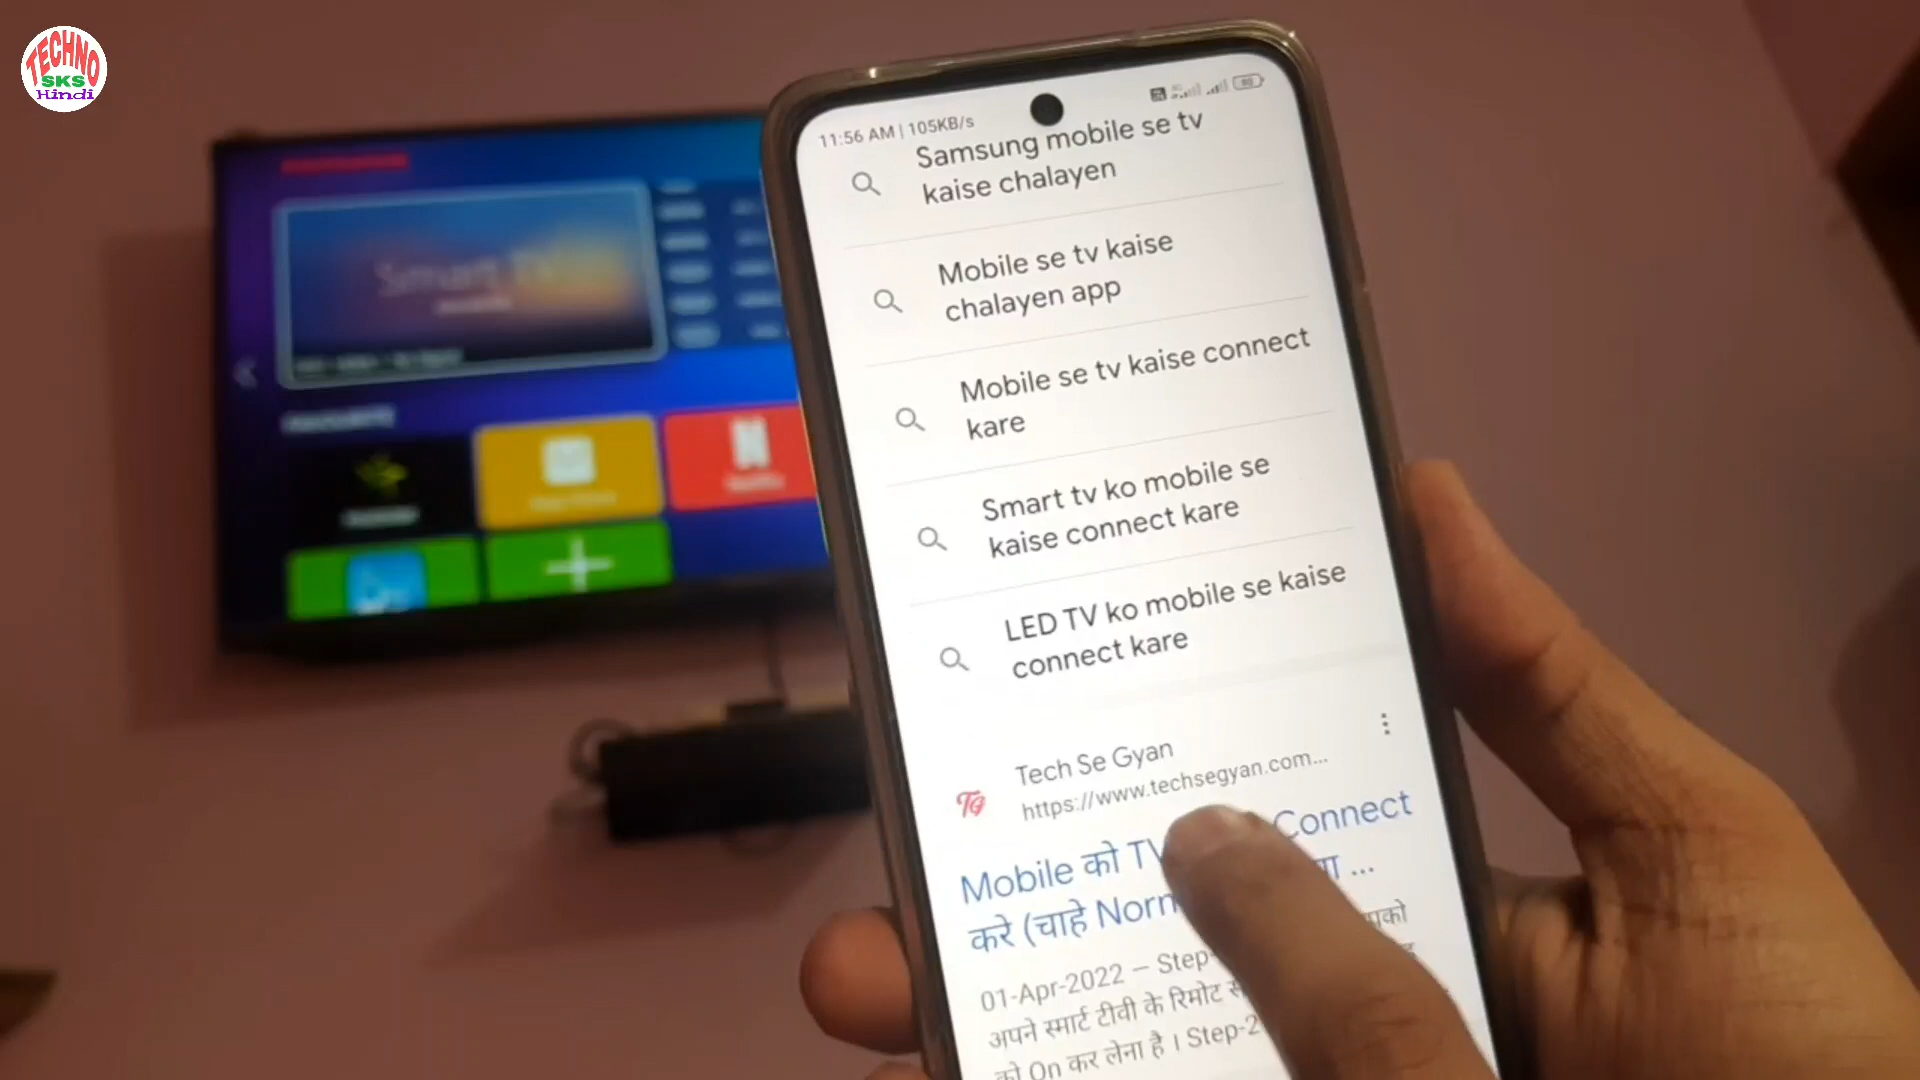 TECHNO
SKS
Hindi
11:56 AM | 105KB/s
Samsung mobile se tv
kaise chalayen
Mobile se tv kaise
chalayen app
Mobile se tv kaise connect
kare
Smart tv ko mobile se
kaise connect kare
LED TV ko mobile se kaise
connect kare
Tech Se Gyan
https://www.techsegyan.com...
Mobile को TV Connect
करे (चाहे ...
01-Apr-2022 — Step-
अपने स्मार्ट टीवी के रिमोट
को On कर लेना है । Step-2
Smart TV